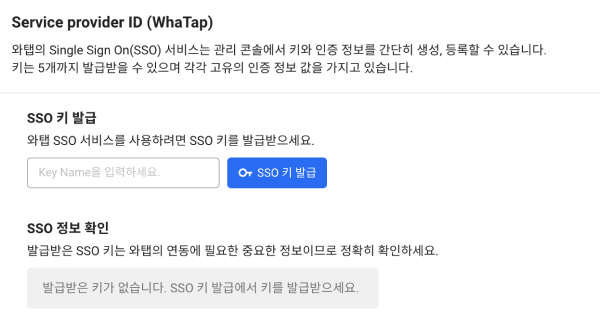 Service provider ID (WhaTap)
와탭의 Single Sign On(SSO) 서비스는 관리 콘솔에서 키와 인증 정보를 간단히 생성, 등록할 수 있습니다.
키는 5개까지 발급받을 수 있으며 각각 고유의 인증 정보 값을 가지고 있습니다.
SSO 키 발급
와탭 SSO 서비스를 사용하려면 SSO 키를 발급받으세요.
Key Name을 입력하세요.
SSO 키 발급
SSO 정보 확인
발급받은 SSO 키는 와탭의 연동에 필요한 중요한 정보이므로 정확히 확인하세요.
발급받은 키가 없습니다. SSO 키 발급에서 키를 발급받으세요.